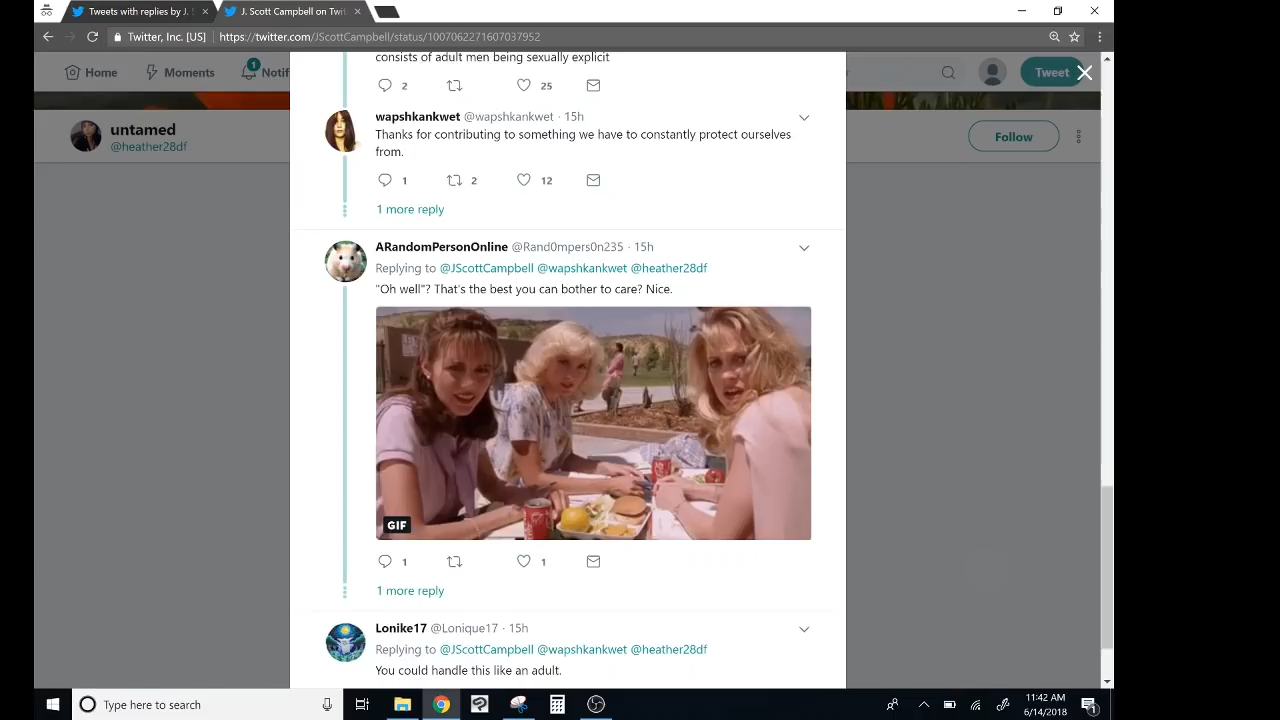 Tweets with replies by J. S
J. Scott Campbell on Twit
Twitter, Inc. [US]
https://twitter.com/JScottCampbell/status/1007062271607037952
Home
Moments
1
Notifi
Tweet
untamed
@heather28df
Follow
consists of adult men being sexually explicit
2
25
wapshkankwet @wapshkankwet · 15h
Thanks for contributing to something we have to constantly protect ourselves
from.
1
2
12
1 more reply
ARandomPersonOnline @Rand0mpers0n235 · 15h
Replying to @JScottCampbell @wapshkankwet @heather28df
"Oh well"? That's the best you can bother to care? Nice.
GIF
1
1
1 more reply
Lonike17 @Lonique17 · 15h
Replying to @JScottCampbell @wapshkankwet @heather28df
You could handle this like an adult.
Type here to search
11:42 AM
6/14/2018
1